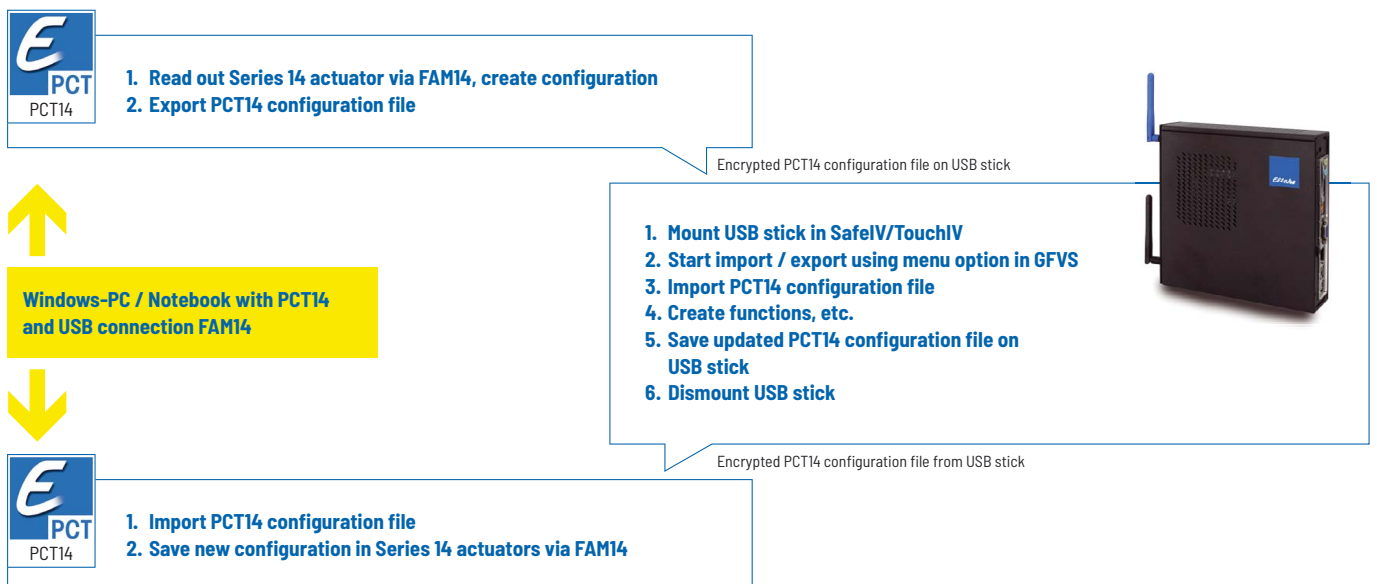 E
PCT
PCT14
1. Read out Series 14 actuator via FAM14, create configuration
2. Export PCT14 configuration file
Encrypted PCT14 configuration file on USB stick
Eltako
1. Mount USB stick in SafeIV/TouchIV
2. Start import / export using menu option in GFVS
3. Import PCT14 configuration file
4. Create functions, etc.
5. Save updated PCT14 configuration file on
USB stick
6. Dismount USB stick
Windows-PC / Notebook with PCT14
and USB connection FAM14
Encrypted PCT14 configuration file from USB stick
E
PCT
PCT14
1. Import PCT14 configuration file
2. Save new configuration in Series 14 actuators via FAM14